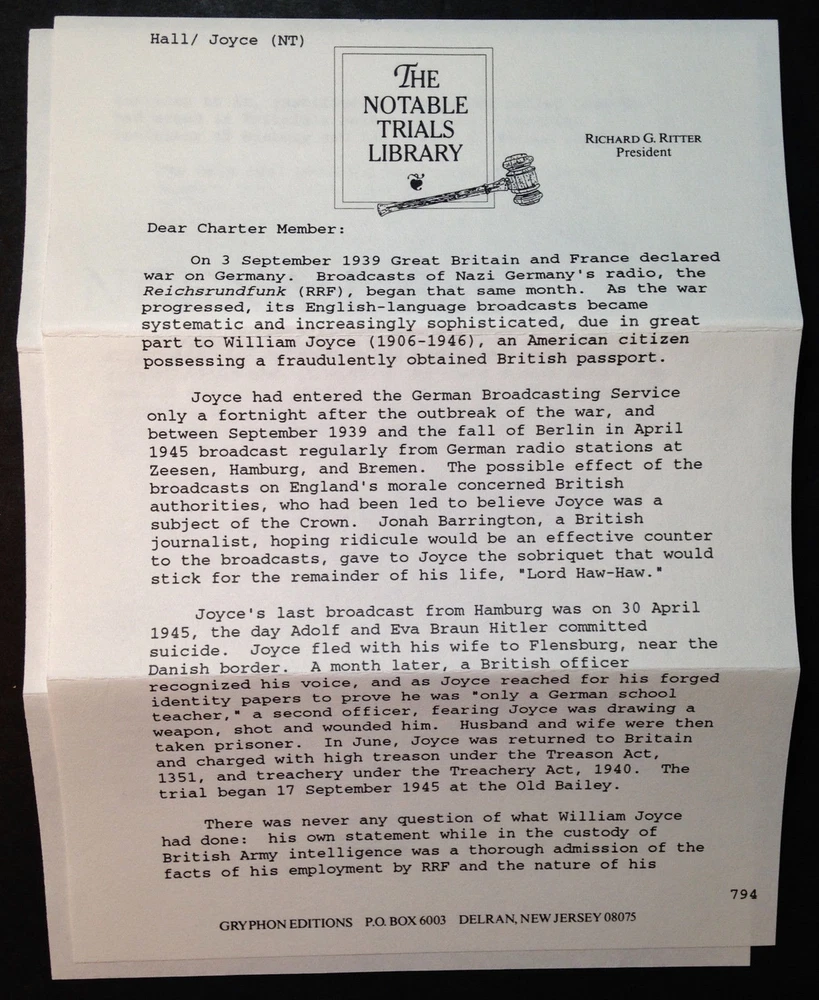 Hall/ Joyce (NT)
THE
NOTABLE
TRIALS
LIBRARY
RICHARD G. RITTER
President
Dear Charter Member:
On 3 September 1939 Great Britain and France declared
war on Germany. Broadcasts of Nazi Germany's radio, the
Reichsrundfunk (RRF), began that same month. As the war
progressed, its English-language broadcasts became
systematic and increasingly sophisticated, due in great
part to William Joyce (1906-1946), an American citizen
possessing a fraudulently obtained British passport.
Joyce had entered the German Broadcasting Service
only a fortnight after the outbreak of the war, and
between September 1939 and the fall of Berlin in April
1945 broadcast regularly from German radio stations at
Zeesen, Hamburg, and Bremen. The possible effect of the
broadcasts on England's morale concerned British
authorities, who had been led to believe Joyce was a
subject of the Crown. Jonah Barrington, a British
journalist, hoping ridicule would be an effective counter
to the broadcasts, gave to Joyce the sobriquet that would
stick for the remainder of his life, "Lord Haw-Haw."
Joyce's last broadcast from Hamburg was on 30 April
1945, the day Adolf and Eva Braun Hitler committed
suicide. Joyce fled with his wife to Flensburg, near the
Danish border. A month later, a British officer
recognized his voice, and as Joyce reached for his forged
identity papers to prove he was "only a German school
teacher," a second officer, fearing Joyce was drawing a
weapon, shot and wounded him. Husband and wife were then
taken prisoner. In June, Joyce was returned to Britain
and charged with high treason under the Treason Act,
1351, and treachery under the Treachery Act, 1940. The
trial began 17 September 1945 at the Old Bailey.
There was never any question of what William Joyce
had done: his own statement while in the custody of
British Army intelligence was a thorough admission of the
facts of his employment by RRF and the nature of his
794
GRYPHON EDITIONS P.O. BOX 6003 DELRAN, NEW JERSEY 08075